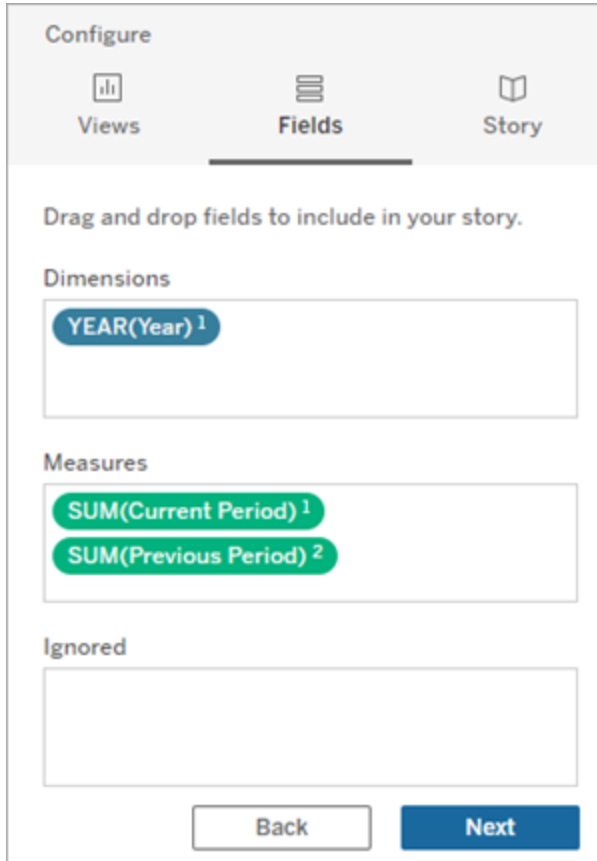 Configure
Views Fields Story
Drag and drop fields to include in your story.
Dimensions
YEAR(Year) 1
Measures
SUM(Current Period) 1
SUM(Previous Period) 2
Ignored
Back Next